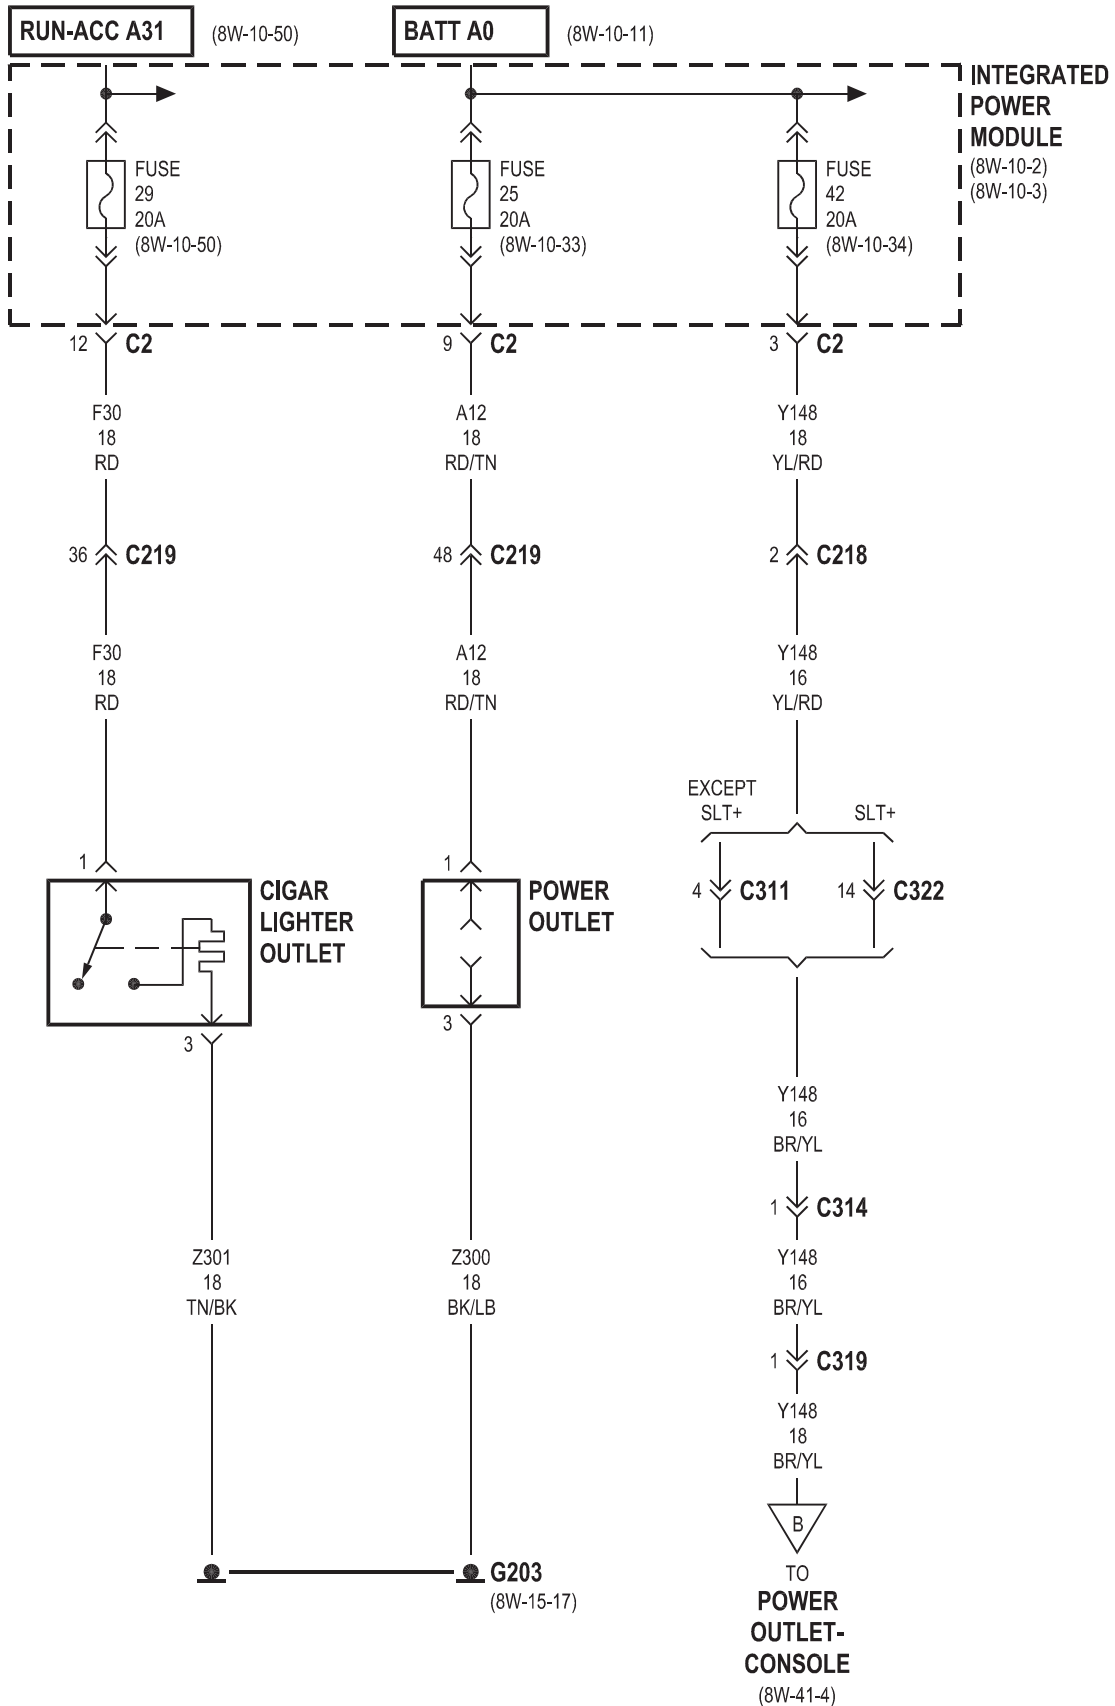 RUN-ACC A31
(8W-10-50)
BATT A0
(8W-10-11)
INTEGRATED
POWER
MODULE
(8W-10-2)
(8W-10-3)
FUSE
29
20A
(8W-10-50)
FUSE
25
20A
(8W-10-33)
FUSE
42
20A
(8W-10-34)
12 C2
9 C2
3 C2
F30
18
RD
A12
18
RD/TN
Y148
18
YL/RD
36 C219
48 C219
2 C218
F30
18
RD
A12
18
RD/TN
Y148
16
YL/RD
EXCEPT
SLT+
SLT+
1
CIGAR
LIGHTER
OUTLET
3
1
POWER
OUTLET
3
4 C311
14 C322
Y148
16
BR/YL
1 C314
Z301
18
TN/BK
Z300
18
BK/LB
Y148
16
BR/YL
1 C319
Y148
18
BR/YL
B
G203
(8W-15-17)
TO
POWER
OUTLET-
CONSOLE
(8W-41-4)